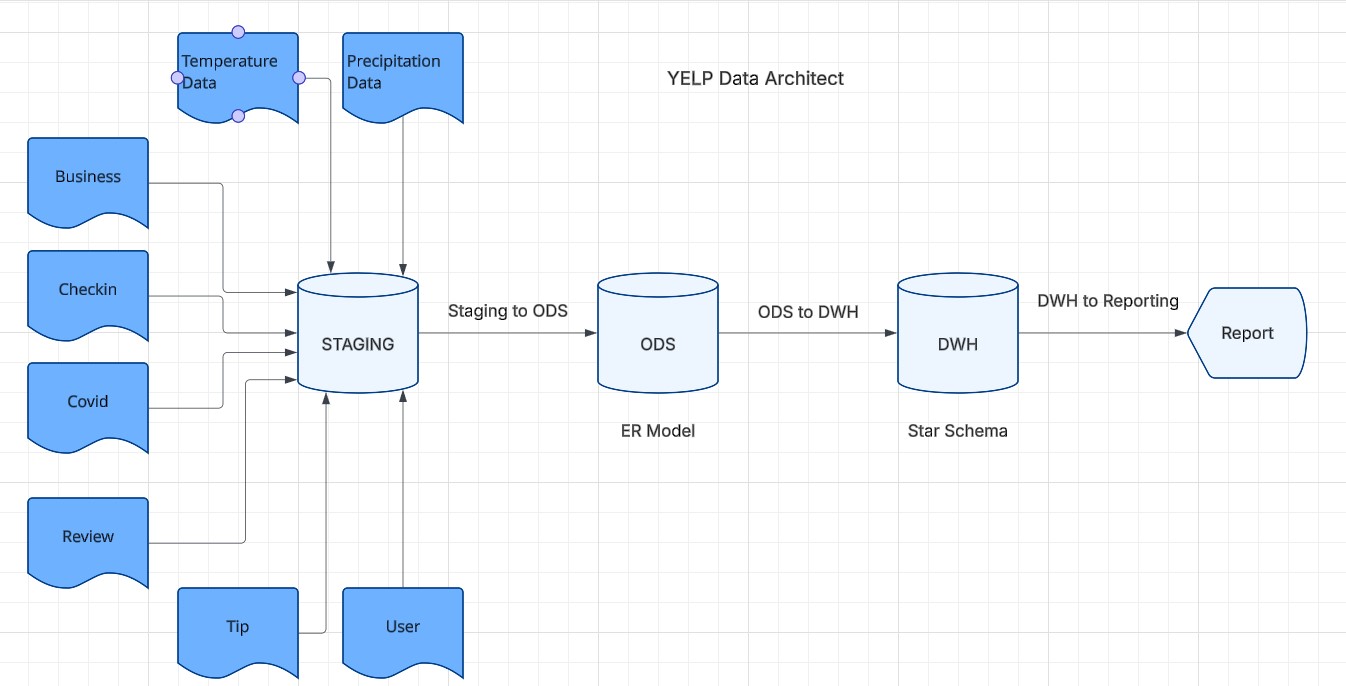 Temperature
Data
Precipitation
Data
YELP Data Architect
Business
Checkin
Covid
Review
Tip
User
STAGING
Staging to ODS
ODS
ER Model
ODS to DWH
DWH
Star Schema
DWH to Reporting
Report